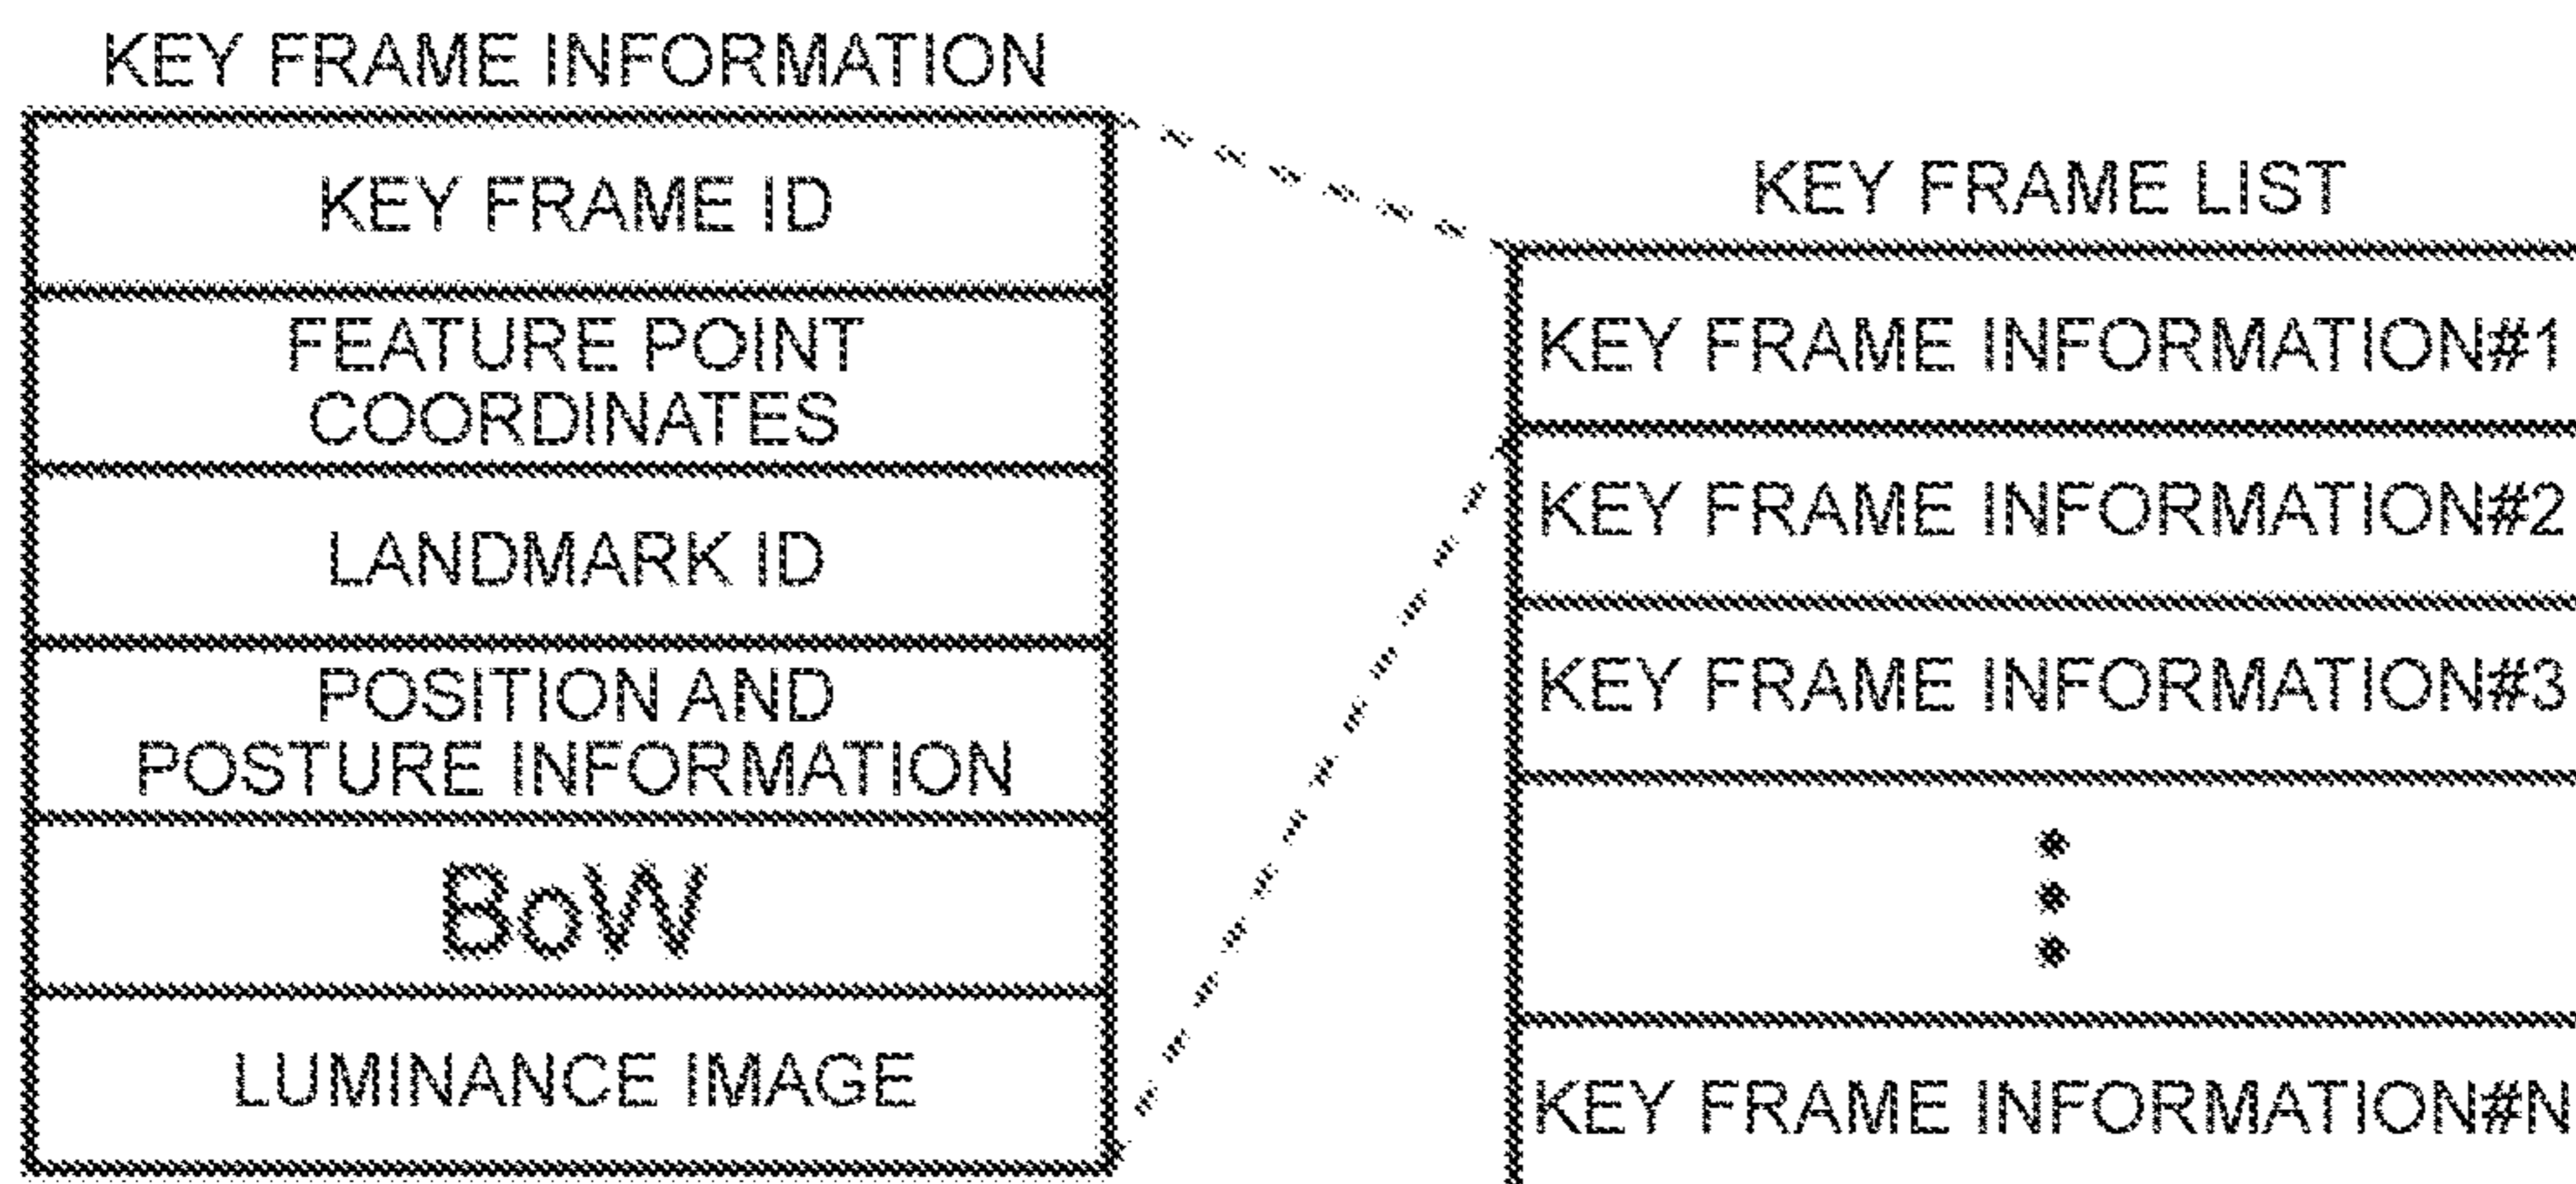 KEY FRAME INFORMATION
KEY FRAME ID
FEATURE POINT
COORDINATES
LANDMARK ID
POSITION AND
POSTURE INFORMATION
BoW
LUMINANCE IMAGE
KEY FRAME LIST
KEY FRAME INFORMATION#1
KEY FRAME INFORMATION#2
KEY FRAME INFORMATION#3
KEY FRAME INFORMATION#N